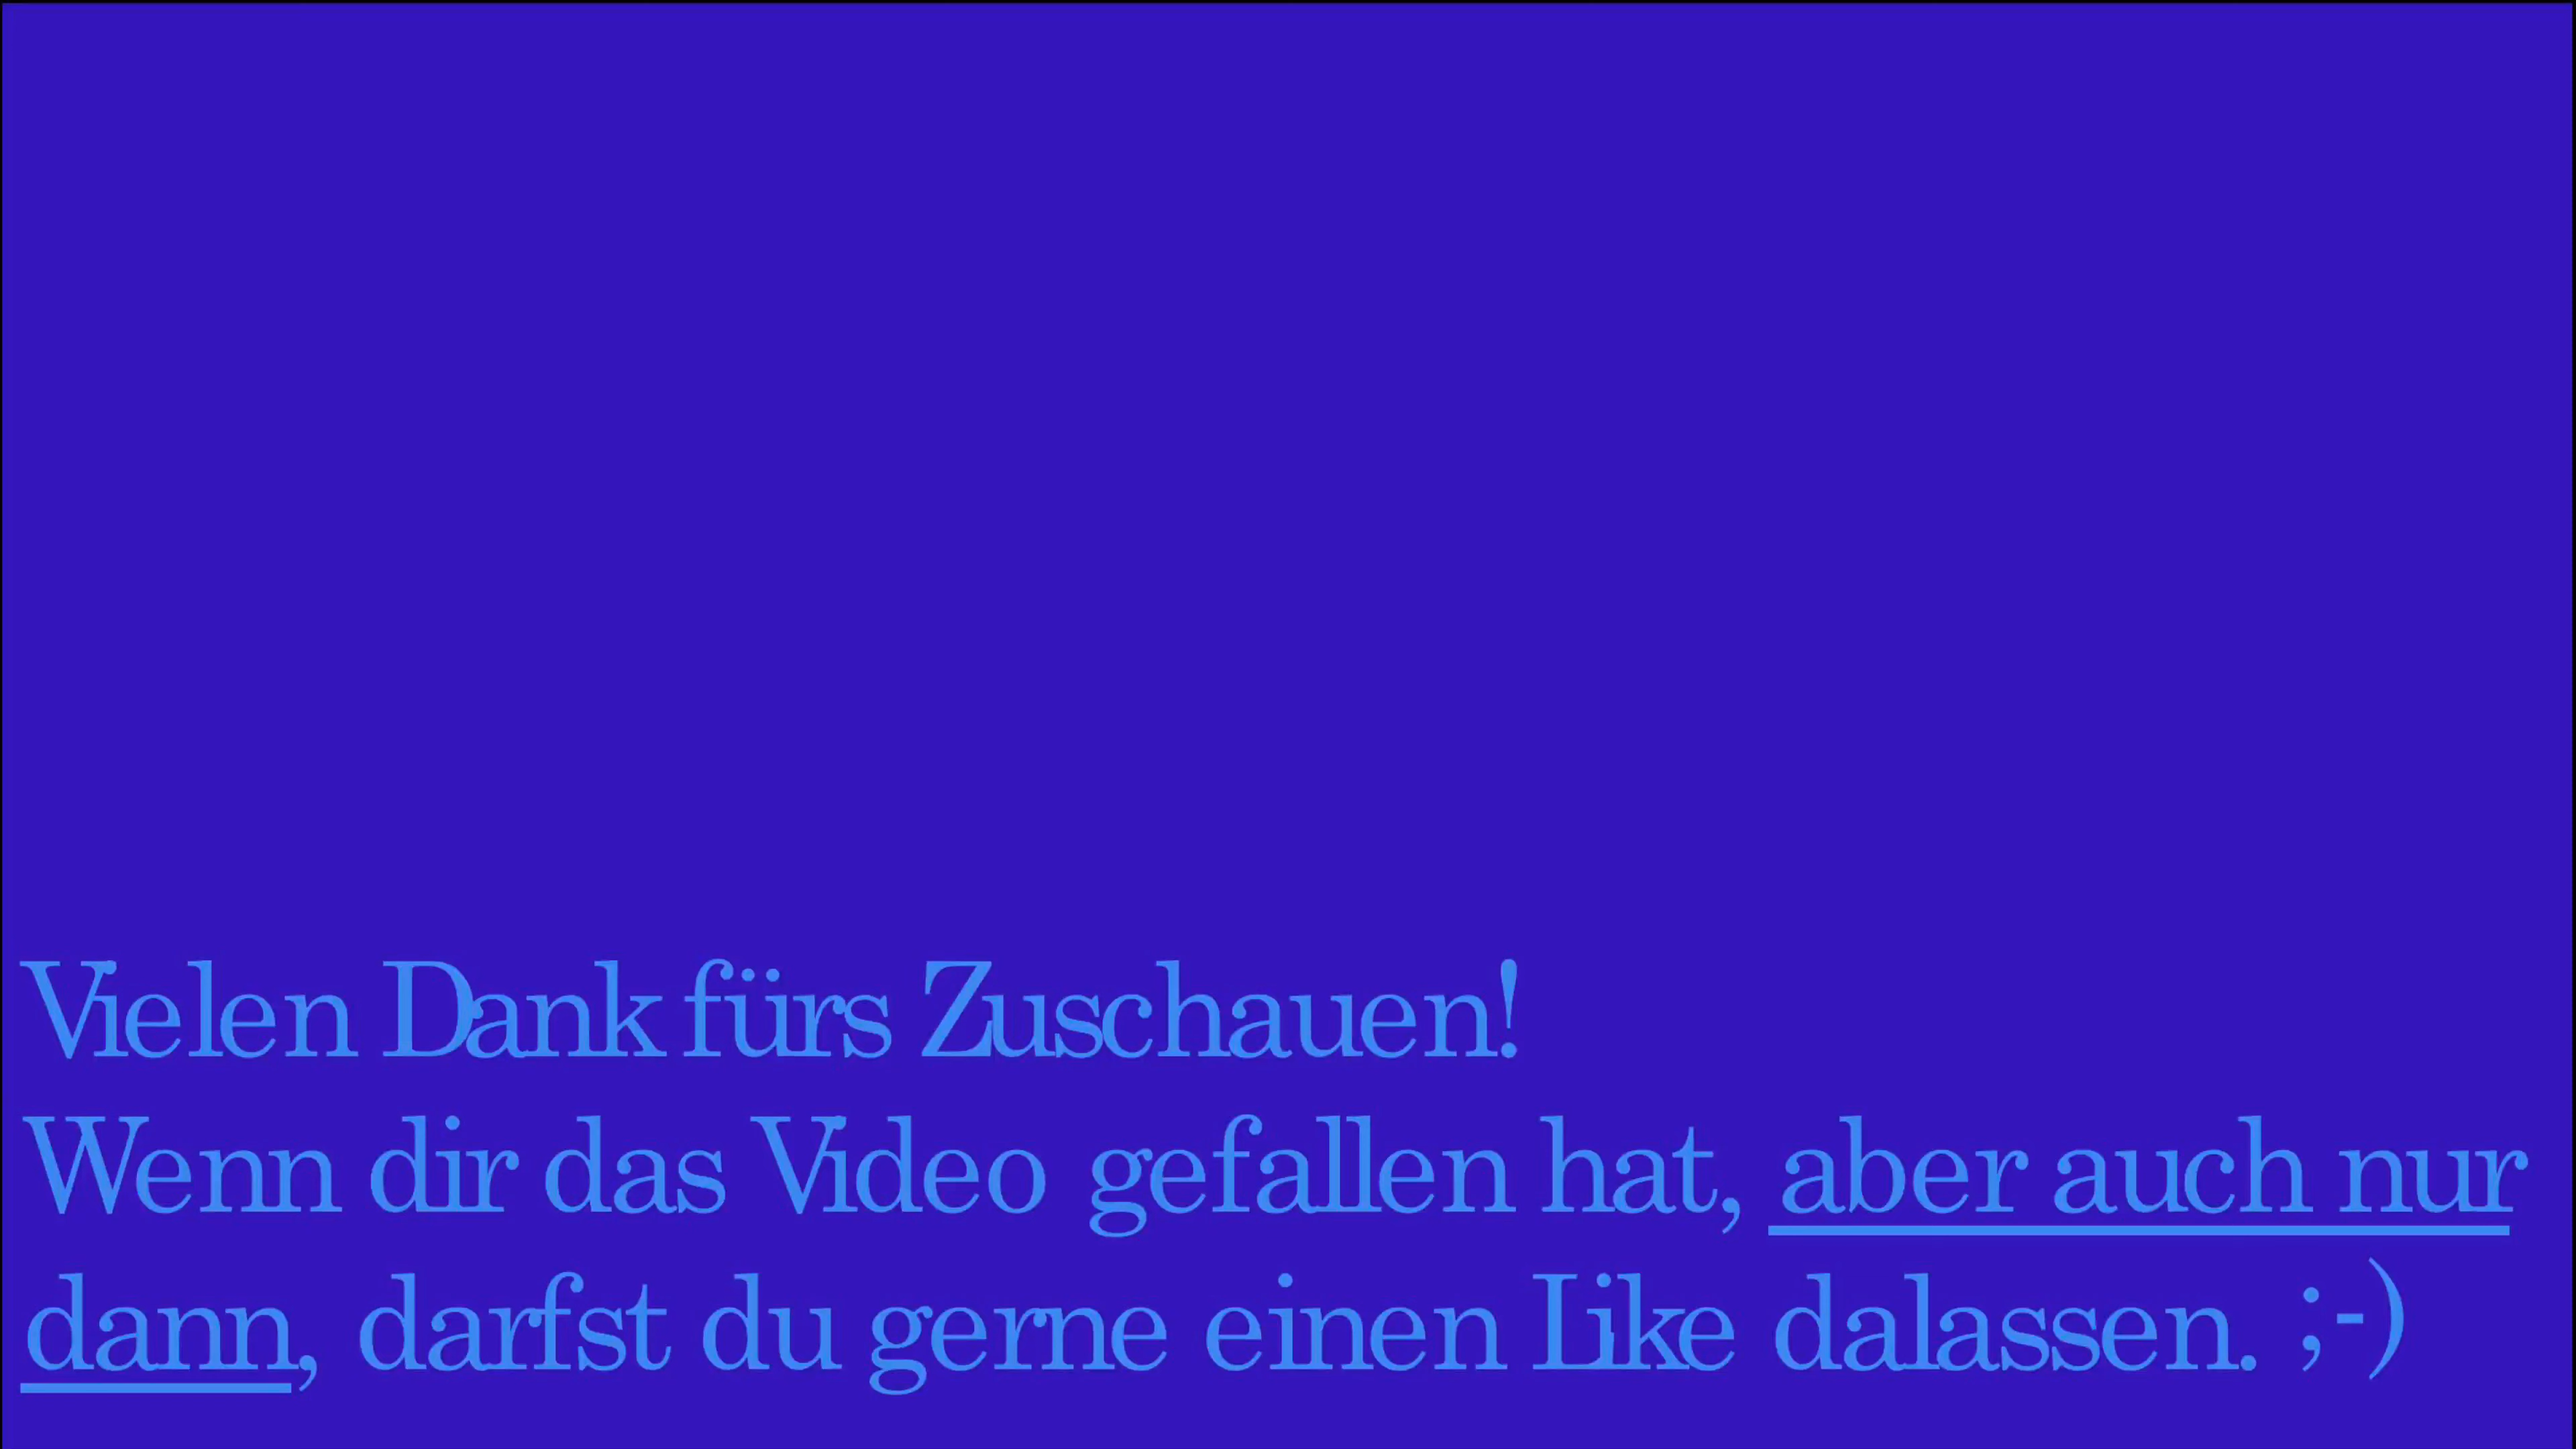 Vielen Dank fürs Zuschauen!
Wenn dir das Video gefallen hat, aber auch nur
dann, darfst du gerne einen Like dalassen. ;-)